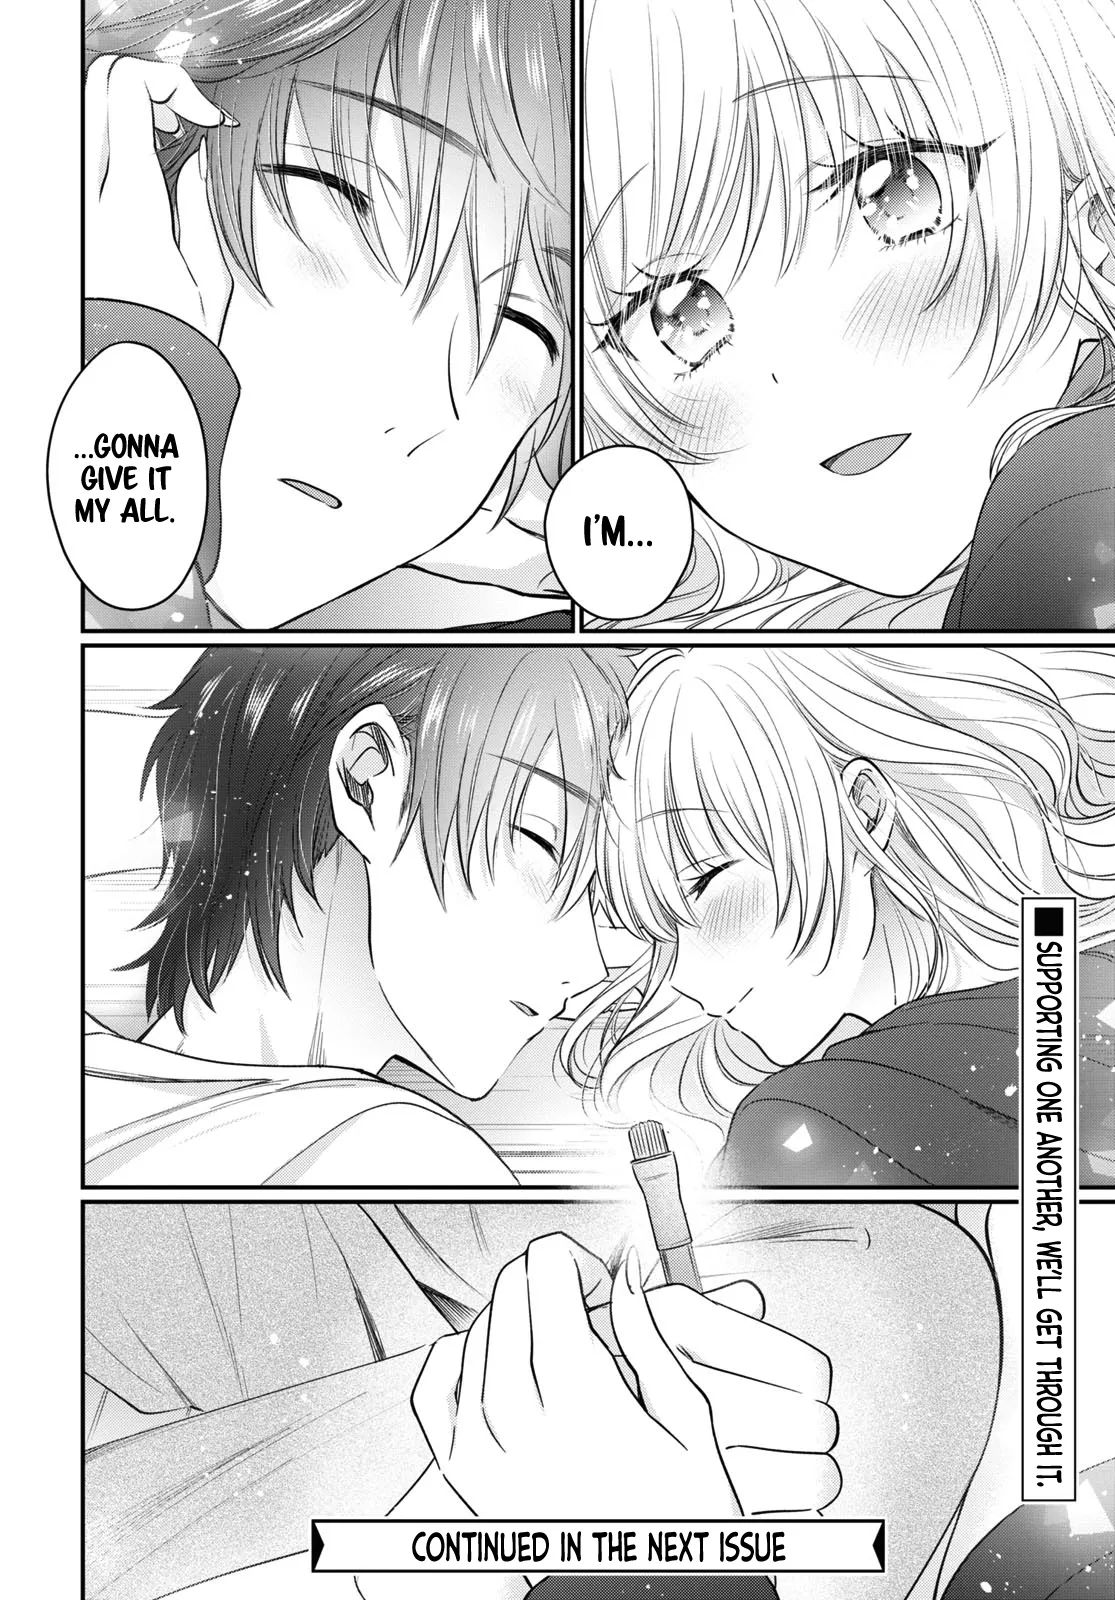 I'M...
...GONNA
GIVE IT
MY ALL.
■SUPPORTING ONE ANOTHER, WE'LL GET THROUGH IT.
CONTINUED IN THE NEXT ISSUE